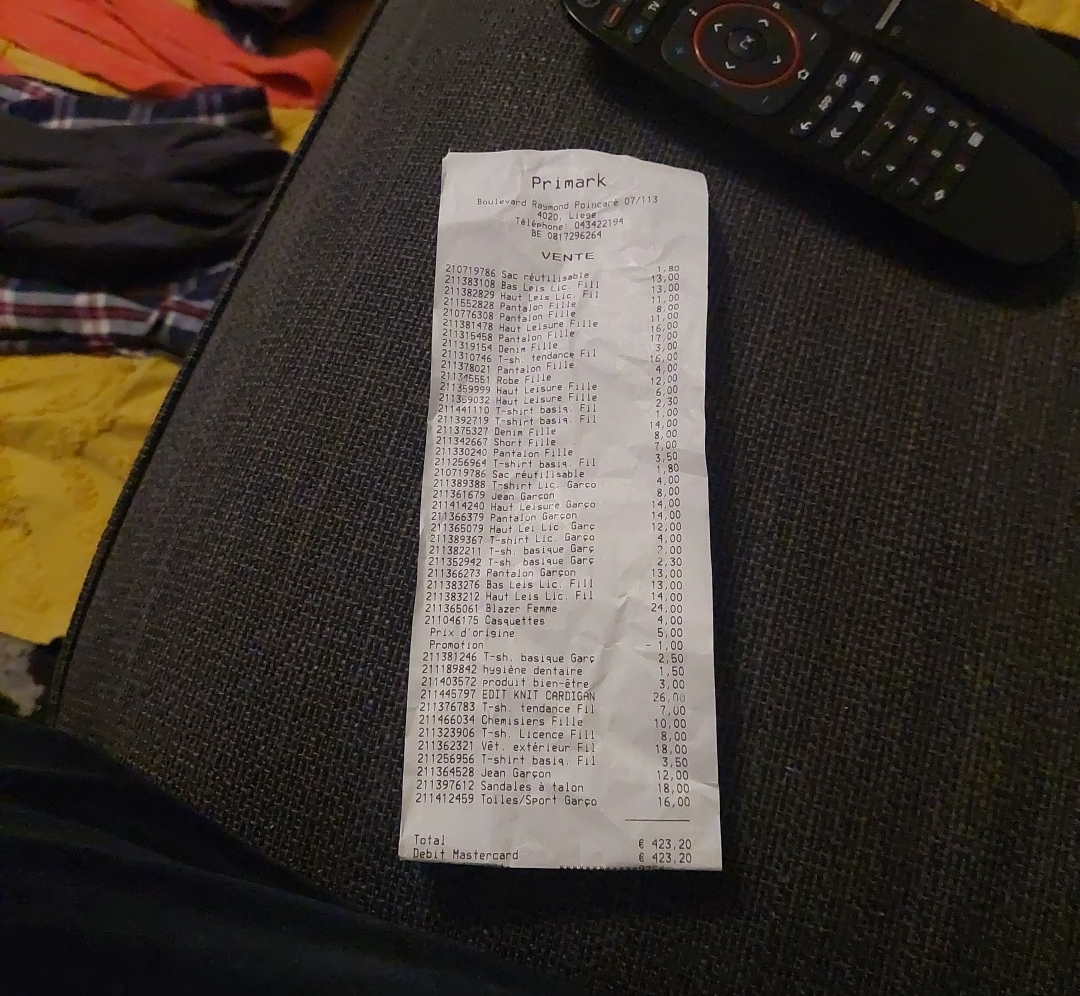 Primark
Boulevard Raymond Poincaré 07/113
4020, Liege
Téléphone: 043422194
BE 0817296264
VENTE
210719786 Sac réutilisable 1,80
211383108 Bas Leis Lic. Fill 13,00
211382829 Haut Leis Lic. Fil 13,00
211552828 Pantalon Fille 11,00
210776308 Pantalon Fille 8,00
211381478 Haut Leisure Fille 11,00
211315458 Pantalon Fille 16,00
211319154 Denim Fille 17,00
211310746 T-sh. tendance Fil 3,00
211378021 Pantalon Fille 16,00
211345551 Robe Fille 4,00
211359999 Haut Leisure Fille 12,00
211369032 Haut Leisure Fille 6,00
211441110 T-shirt basiq. Fil 2,30
211392719 T-shirt basiq. Fil 1,00
211375327 Denim Fille 14,00
211342667 Short Fille 8,00
211330240 Pantalon Fille 7,00
211256964 T-shirt basiq. Fil 3,50
210719786 Sac réutilisable 1,80
211389388 T-shirt Lic. Garço 4,00
211361679 Jean Garçon 8,00
211414240 Haut Leisure Garço 14,00
211366379 Pantalon Garçon 14,00
211365079 Haut Lei Lic. Garç 12,00
211389367 T-shirt Lic. Garço 4,00
211382211 T-sh. basique Garç 2,00
211352942 T-sh. basique Garç 2,30
211366273 Pantalon Garçon 13,00
211383276 Bas Leis Lic. Fill 13,00
211383212 Haut Leis Lic. Fil 14,00
211365061 Blazer Femme 24,00
211046175 Casquettes 4,00
Prix d'origine 5,00
Promotion - 1,00
211381246 T-sh. basique Garç 2,50
211189842 hygiène dentaire 1,50
211403572 produit bien-être 3,00
211445797 EDIT KNIT CARDIGAN 26,00
211376783 T-sh. tendance Fil 7,00
211466034 Chemisiers Fille 10,00
211323906 T-sh. Licence Fill 8,00
211362321 Vêt. extérieur Fil 18,00
211256956 T-shirt basiq. Fil 3,50
211364528 Jean Garçon 12,00
211397612 Sandales à talon 18,00
211412459 Toiles/Sport Garço 16,00
Total € 423,20
Debit Mastercard € 423,20